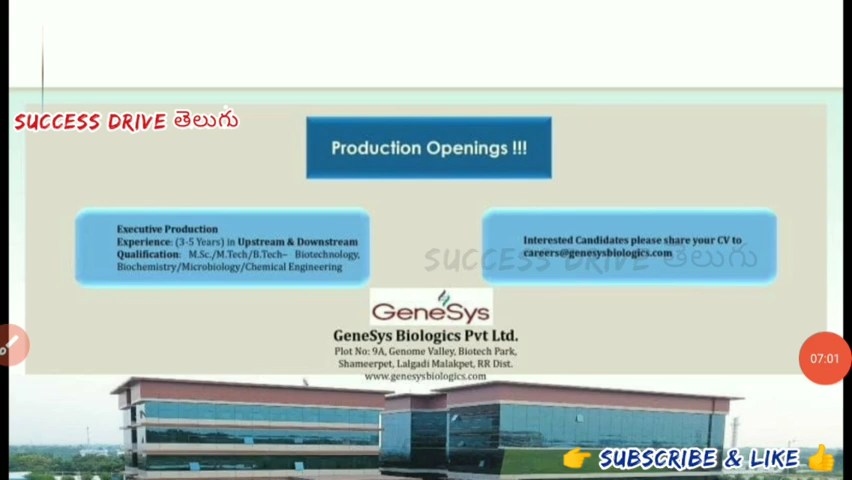 SUCCESS DRIVE తెలుగు
Production Openings !!!
Executive Production
Experience: (3-5 Years) in Upstream & Downstream
Qualification: M.Sc./M.Tech/B.Tech– Biotechnology,
Biochemistry/Microbiology/Chemical Engineering
Interested Candidates please share your CV to
careers@genesysbiologics.com
SUCCESS DRIVE తెలుగు
GeneSys
GeneSys Biologics Pvt Ltd.
Plot No: 9A, Genome Valley, Biotech Park,
Shameerpet, Lalgadi Malakpet, RR Dist.
www.genesysbiologics.com
07:01
👉 SUBSCRIBE & LIKE 👍